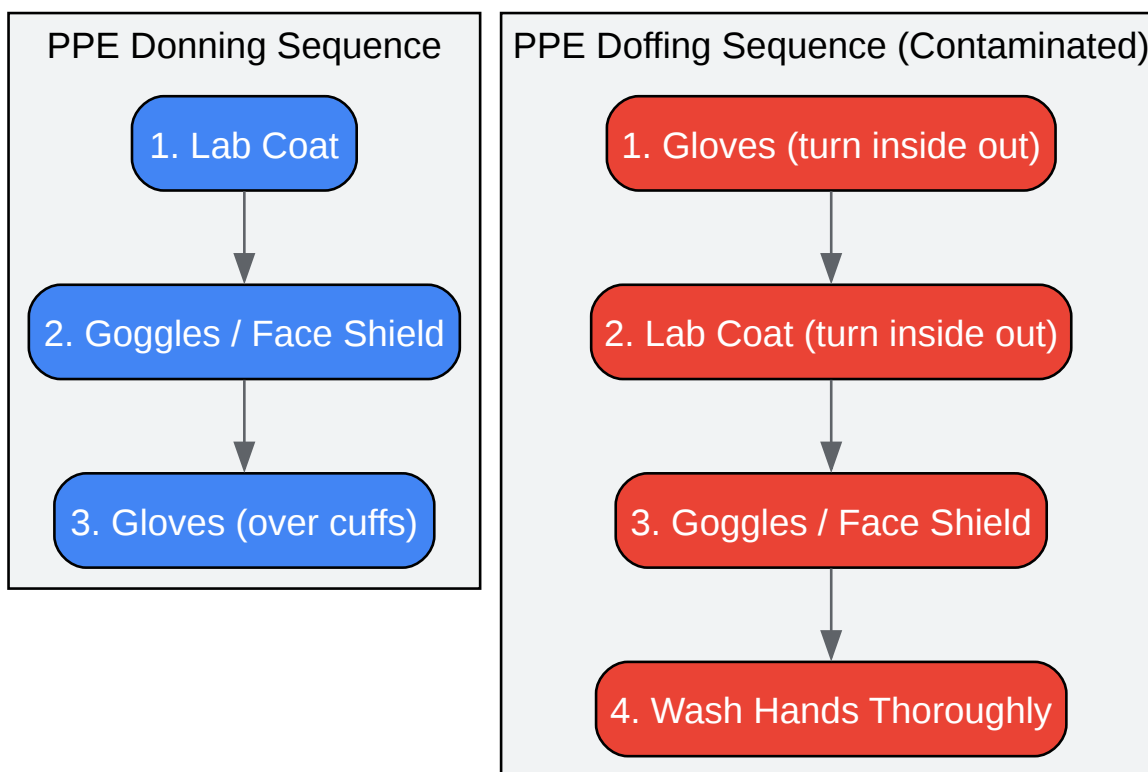 PPE Donning Sequence
1. Lab Coat
2. Goggles / Face Shield
3. Gloves (over cuffs)
PPE Doffing Sequence (Contaminated)
1. Gloves (turn inside out)
2. Lab Coat (turn inside out)
3. Goggles / Face Shield
4. Wash Hands Thoroughly